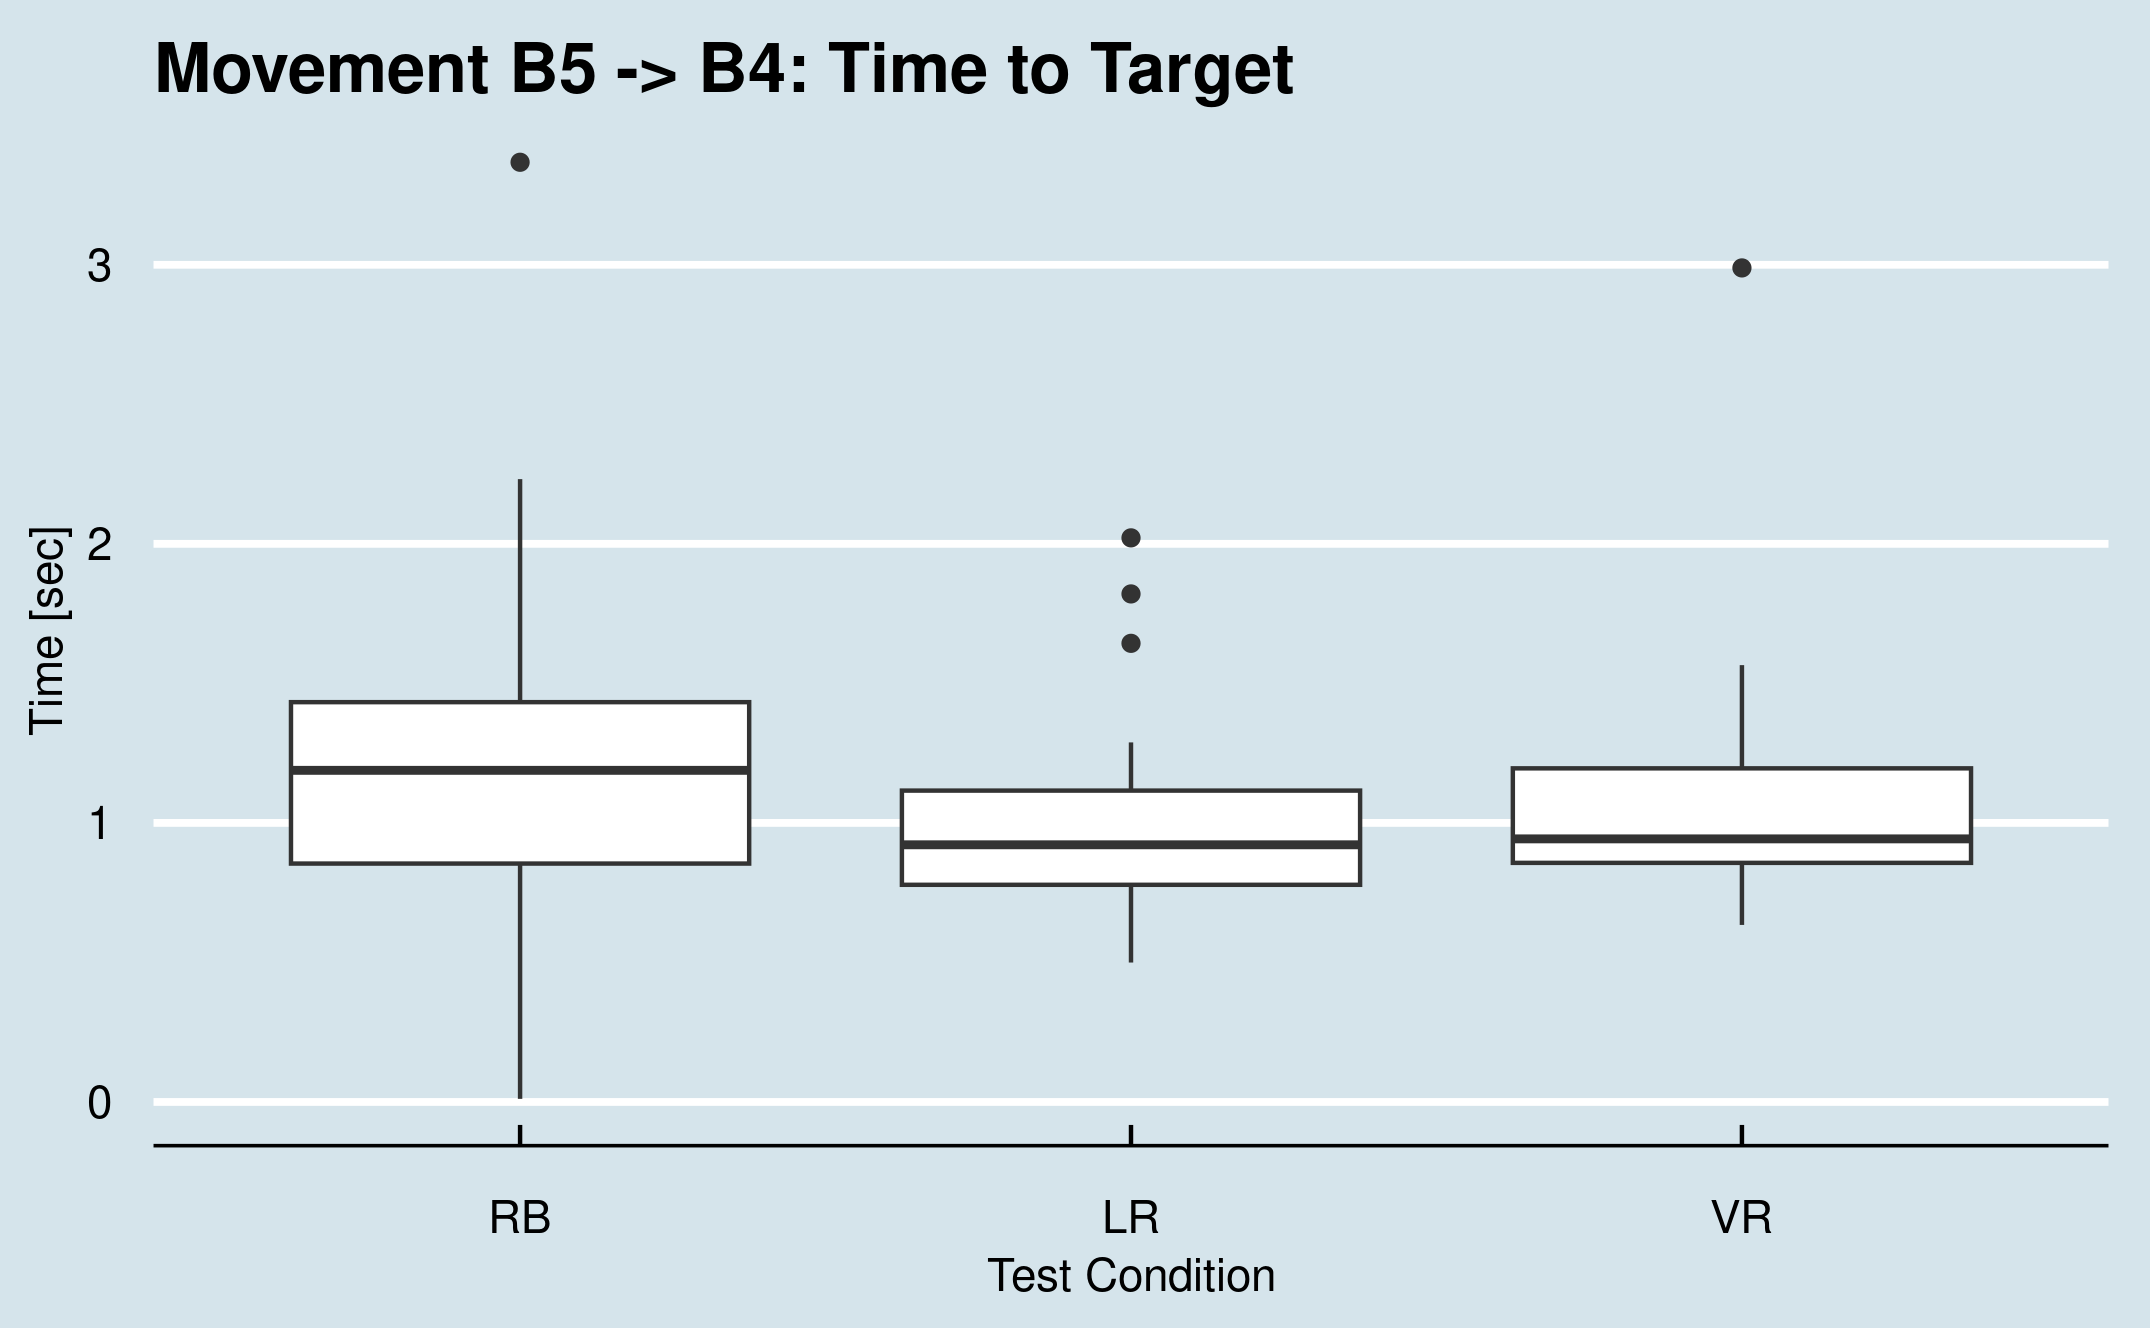 Movement B5 -> B4: Time to Target
3
2
1
0
Time [sec]
RB
LR
VR
Test Condition